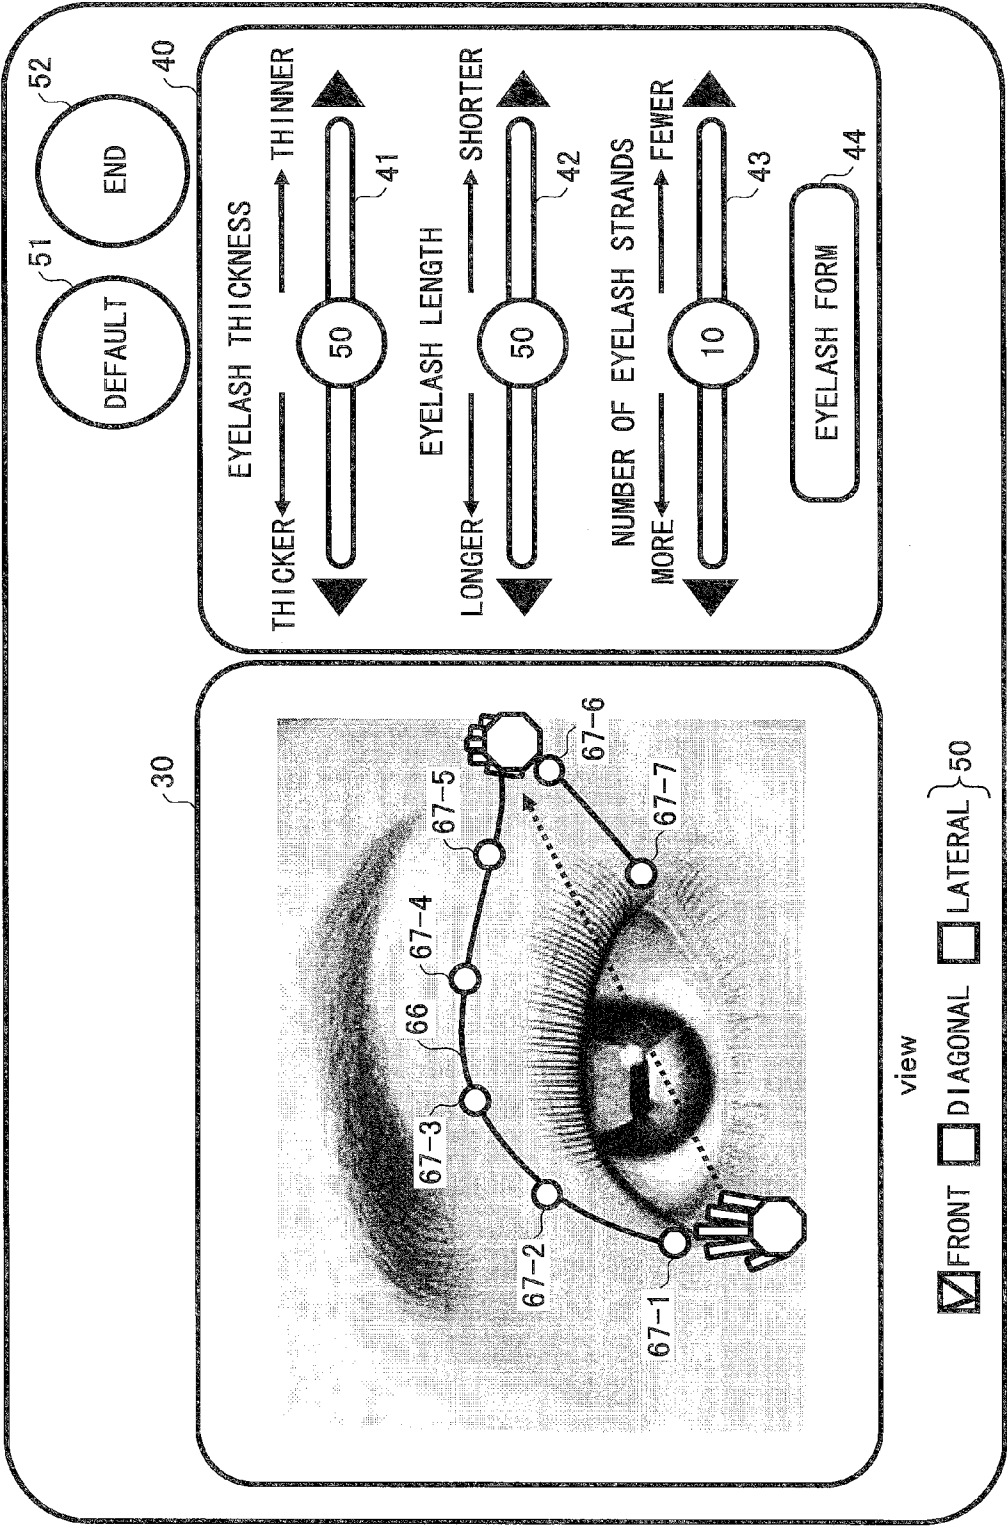 DEFAULT
51
END
52
30
40
EYELASH THICKNESS
THICKER THINNER
50
41
EYELASH LENGTH
LONGER SHORTER
50
42
NUMBER OF EYELASH STRANDS
MORE FEWER
10
43
EYELASH FORM
44
67-1
67-2
67-3
66
67-4
67-5
67-6
67-7
view
FRONT DIAGONAL LATERAL
50